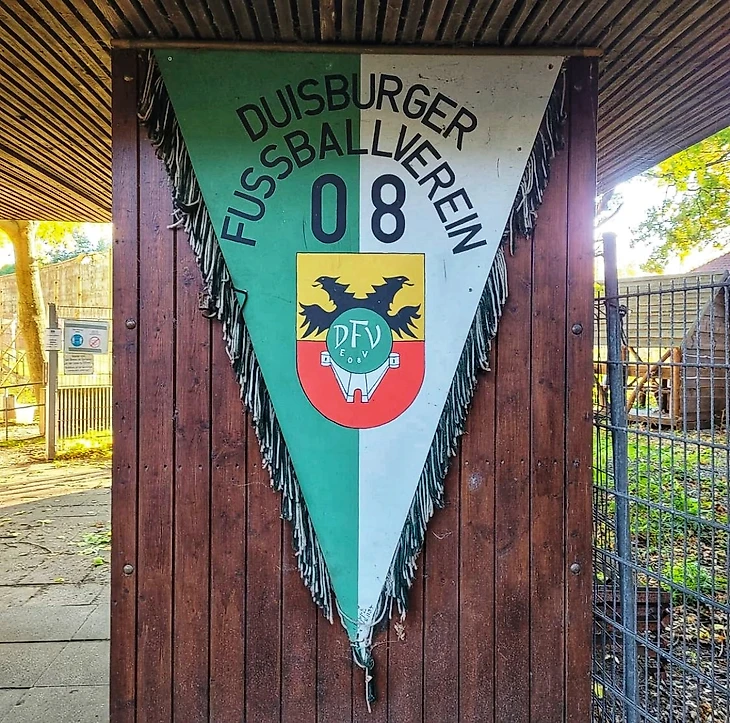 DUISBURGER
FUSSBALLVEREIN
08
DFV
E 08 V